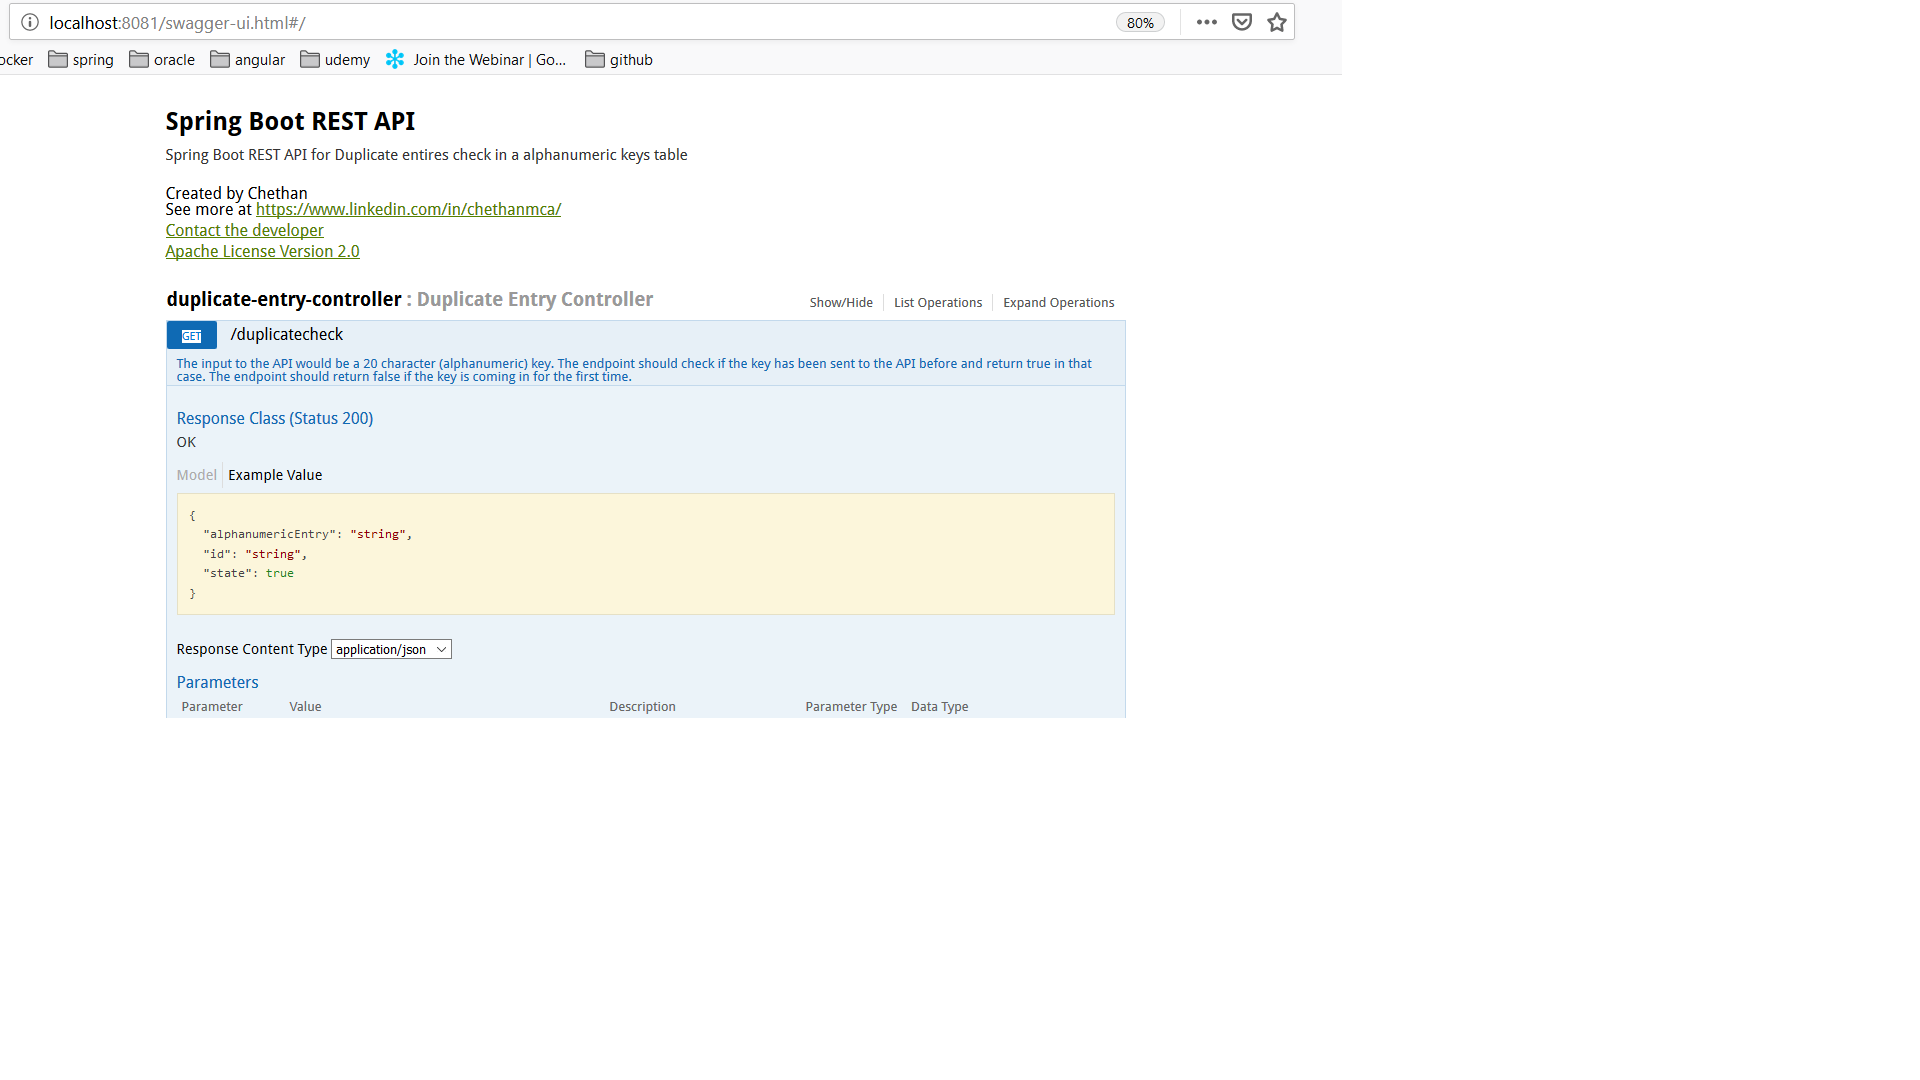 localhost:8081/swagger-ui.html#/ 80%
ocker spring oracle angular udemy Join the Webinar | Go... github
Spring Boot REST API
Spring Boot REST API for Duplicate entires check in a alphanumeric keys table
Created by Chethan
See more at https://www.linkedin.com/in/chethanmca/
Contact the developer
Apache License Version 2.0
duplicate-entry-controller : Duplicate Entry Controller Show/Hide List Operations Expand Operations
GET /duplicatecheck
The input to the API would be a 20 character (alphanumeric) key. The endpoint should check if the key has been sent to the API before and return true in that
case. The endpoint should return false if the key is coming in for the first time.
Response Class (Status 200)
OK
Model Example Value
{
"alphanumericEntry": "string",
"id": "string",
"state": true
}
Response Content Type application/json
Parameters
Parameter Value Description Parameter Type Data Type